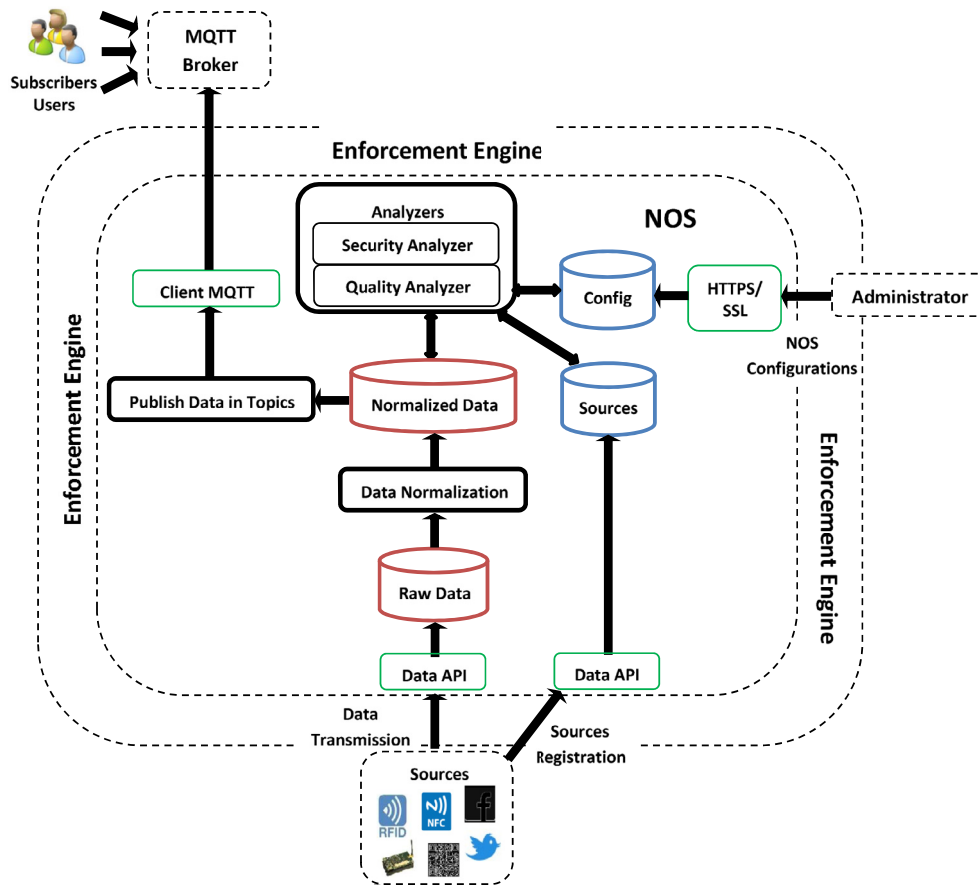 MQTT
Broker
Subscribers
Users
Enforcement Engine
Analyzers
Security Analyzer
Quality Analyzer
NOS
Client MQTT
Config
HTTPS/
SSL
Administrator
NOS
Configurations
Enforcement Engine
Publish Data in Topics
Normalized Data
Sources
Enforcement Engine
Data Normalization
Raw Data
Data API
Data API
Data
Transmission
Sources
Registration
Sources
RFID
NFC
f